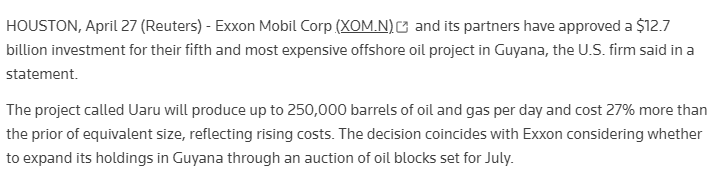 HOUSTON, April 27 (Reuters) - Exxon Mobil Corp (XOM.N) and its partners have approved a $12.7
billion investment for their fifth and most expensive offshore oil project in Guyana, the U.S. firm said in a
statement.
The project called Uaru will produce up to 250,000 barrels of oil and gas per day and cost 27% more than
the prior of equivalent size, reflecting rising costs. The decision coincides with Exxon considering whether
to expand its holdings in Guyana through an auction of oil blocks set for July.